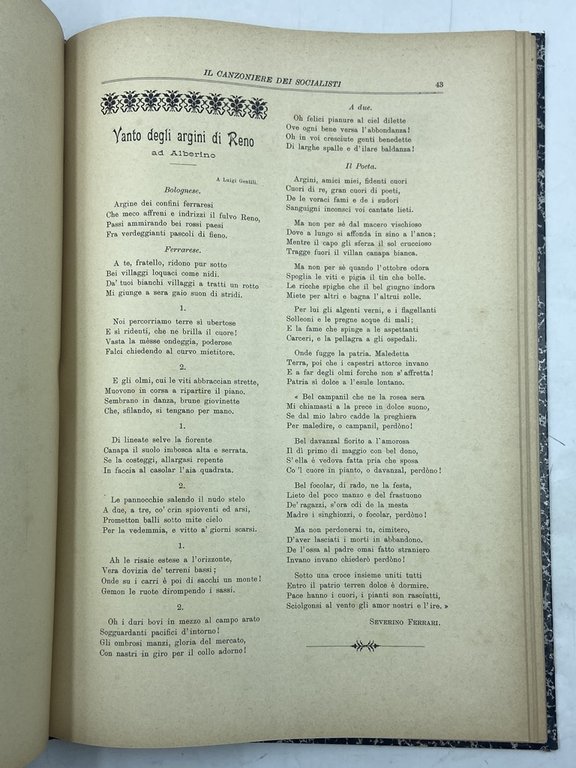 IL CANZONIERE DEI SOCIALISTI
43
Vanto degli argini di Reno
ad Alberino
A Luigi Gentili.
Bolognese.
Argine dei confini ferraresi
Che meco affreni e indrizzi il fulvo Reno,
Passi ammirando bei rossi paesi
Fra verdeggianti pascoli di fieno.
Ferrarese.
A te, fratello, ridono pur sotto
Bei villaggi loquaci come nidi.
Da' tuoi bianchi villaggi a tratti un rotto
Mi giunge a sera gaio suon di stridi.
1.
Noi percorriamo terre sì ubertose
E sì ridenti, che ne brilla il cuore!
Vasta la mèsse ondeggia, poderose
Falci chiedendo al curvo mietitore.
2.
E gli olmi, cui le viti abbraccian strette,
Muovono in corsa a ripartire il piano.
Sembrano in danza, brune giovinette
Che, sfilando, si tengano per mano.
1.
Di lineate selve la fiorente
Canapa il suolo imbosca alta e serrata.
Se la costeggi, allargasi repente
In faccia al casolar l'aia quadrata.
2.
Le pannocchie salendo il nudo stelo
A due, a tre, co' crin spioventi ed arsi,
Prometton balli sotto mite cielo
Per la vedemmia, e vitto a' giorni scarsi.
1.
Ah le risaie estese a l'orizzonte,
Vera dovizia de' terreni bassi;
Onde su i carri è poi di sacchi un monte!
Gemon le ruote dirompendo i sassi.
2.
Oh i duri bovi in mezzo al campo arato
Sogguardanti pacifici d'intorno!
Gli ombrosi manzi, gloria del mercato,
Con nastri in giro per il collo adorno!
A due.
Oh felici pianure al ciel dilette
Ove ogni bene versa l'abbondanza!
Oh in voi cresciute genti benedette
Di larghe spalle e d'ilare baldanza!
Il Poeta.
Argini, amici miei, fidenti cuori
Cuori di re, gran cuori di poeti,
De le voraci fami e de i sudori
Sanguigni inconsci voi cantate lieti.
Ma non per sè dal macero vischioso
Dove a lungo si affonda in sino a l'anca;
Mentre il capo gli sferza il sol cruccioso
Tragge fuori il villan canapa bianca.
Ma non per sè quando l'ottobre odora
Spoglia le viti e pigia il tin che bolle.
Le ricche spighe che il bel giugno indora
Miete per altri e bagna l'altrui zolle.
Per lui gli algenti verni, e i flagellanti
Solleoni e le pregne acque di mali;
E la fame che spinge a le aspettanti
Carceri, e la pellagra a gli ospedali.
Onde fugge la patria. Maledetta
Terra, poi che i capestri attorce invano
E a far degli olmi forche non s'affretta!
Patria sì dolce a l'esule lontano.
« Bel campanil che ne la rosea sera
Mi chiamasti a la prece in dolce suono,
Se dal mio labro cadde la preghiera
Per maledire, o campanil, perdòno!
Bel davanzal fiorito a l'amorosa
Il dì primo di maggio con bel deno,
S'ella è vedova fatta pria che sposa
Co 'l cuore in pianto, o davanzal, perdòno!
Bel focolar, di rado, ne la festa,
Lieto del poco manzo e del frastuono
De' ragazzi, s'ora odi de la mesta
Madre i singhiozzi, o focolar, perdòno!
Ma non perdonerai tu, cimitero,
D'aver lasciati i morti in abbandono.
De l'ossa al padre omai fatto straniero
Invano invano chiederò perdòno!
Sotto una croce insieme uniti tutti
Entro il patrio terren dolce è dormire.
Pace hanno i cuori, i pianti son rasciutti,
Sciolgonsi al vento gli amor nostri e l'ire. »
SEVERINO FERRARI.